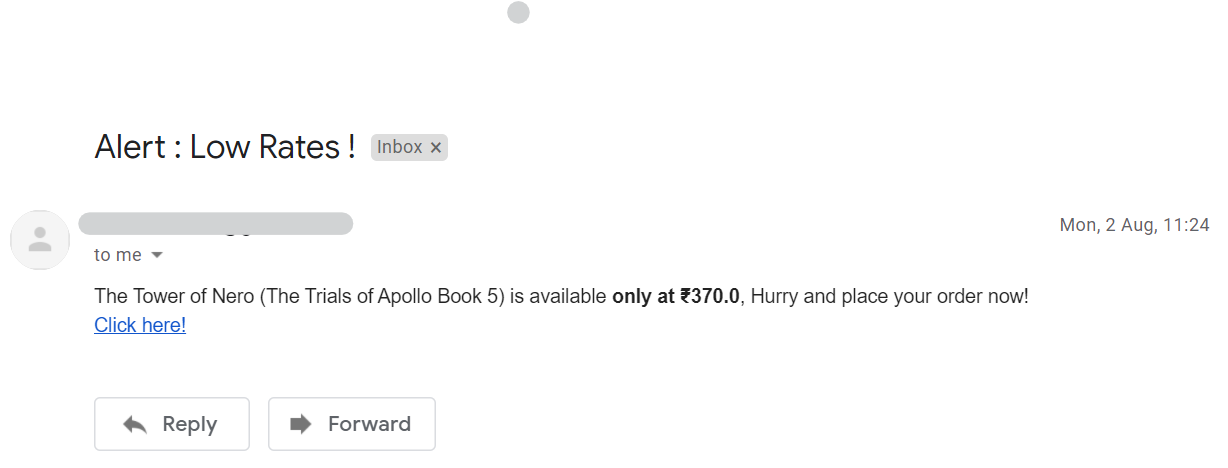 Alert : Low Rates !
Inbox ×
Mon, 2 Aug, 11:24
to me
The Tower of Nero (The Trials of Apollo Book 5) is available only at ₹370.0, Hurry and place your order now!
Click here!
Reply
Forward